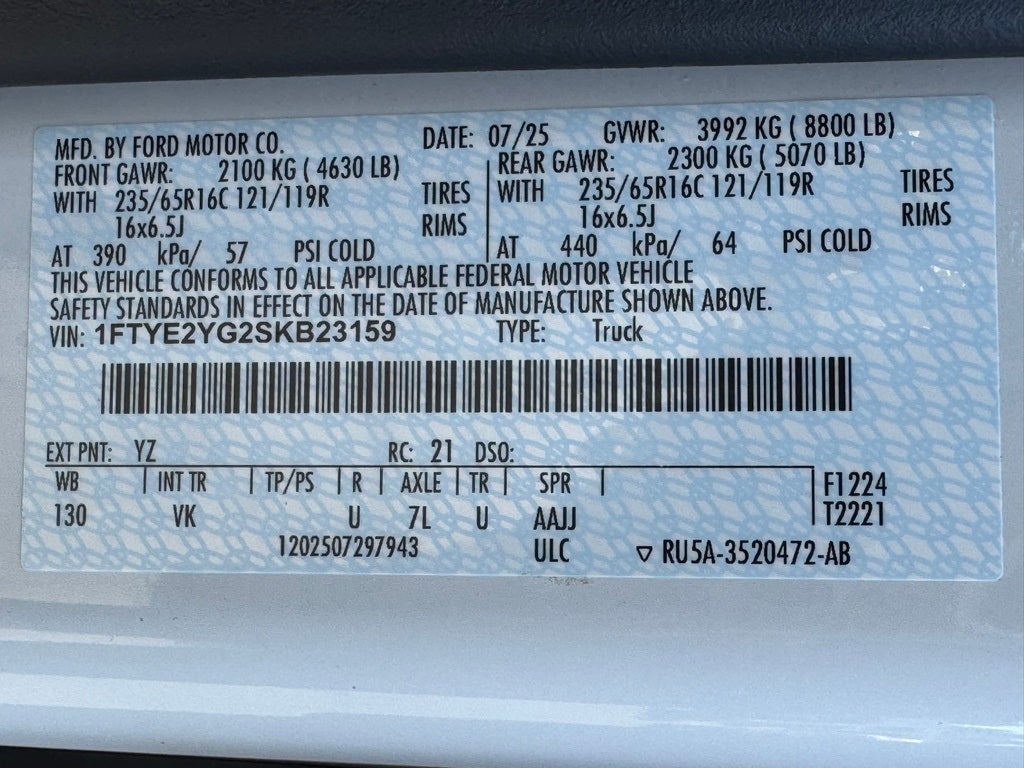 MFD. BY FORD MOTOR CO. DATE: 07/25 GVWR: 3992 KG ( 8800 LB)
FRONT GAWR: 2100 KG ( 4630 LB) REAR GAWR: 2300 KG ( 5070 LB)
WITH 235/65R16C 121/119R TIRES WITH 235/65R16C 121/119R TIRES
16x6.5J RIMS 16x6.5J RIMS
AT 390 kPa/ 57 PSI COLD AT 440 kPa/ 64 PSI COLD
THIS VEHICLE CONFORMS TO ALL APPLICABLE FEDERAL MOTOR VEHICLE
SAFETY STANDARDS IN EFFECT ON THE DATE OF MANUFACTURE SHOWN ABOVE.
VIN: 1FTYE2YG2SKB23159 TYPE: Truck
EXT PNT: YZ RC: 21 DSO:
WB INT TR TP/PS R AXLE TR SPR F1224
130 VK U 7L U AAJJ T2221
1202507297943 ULC ▽ RU5A-3520472-AB